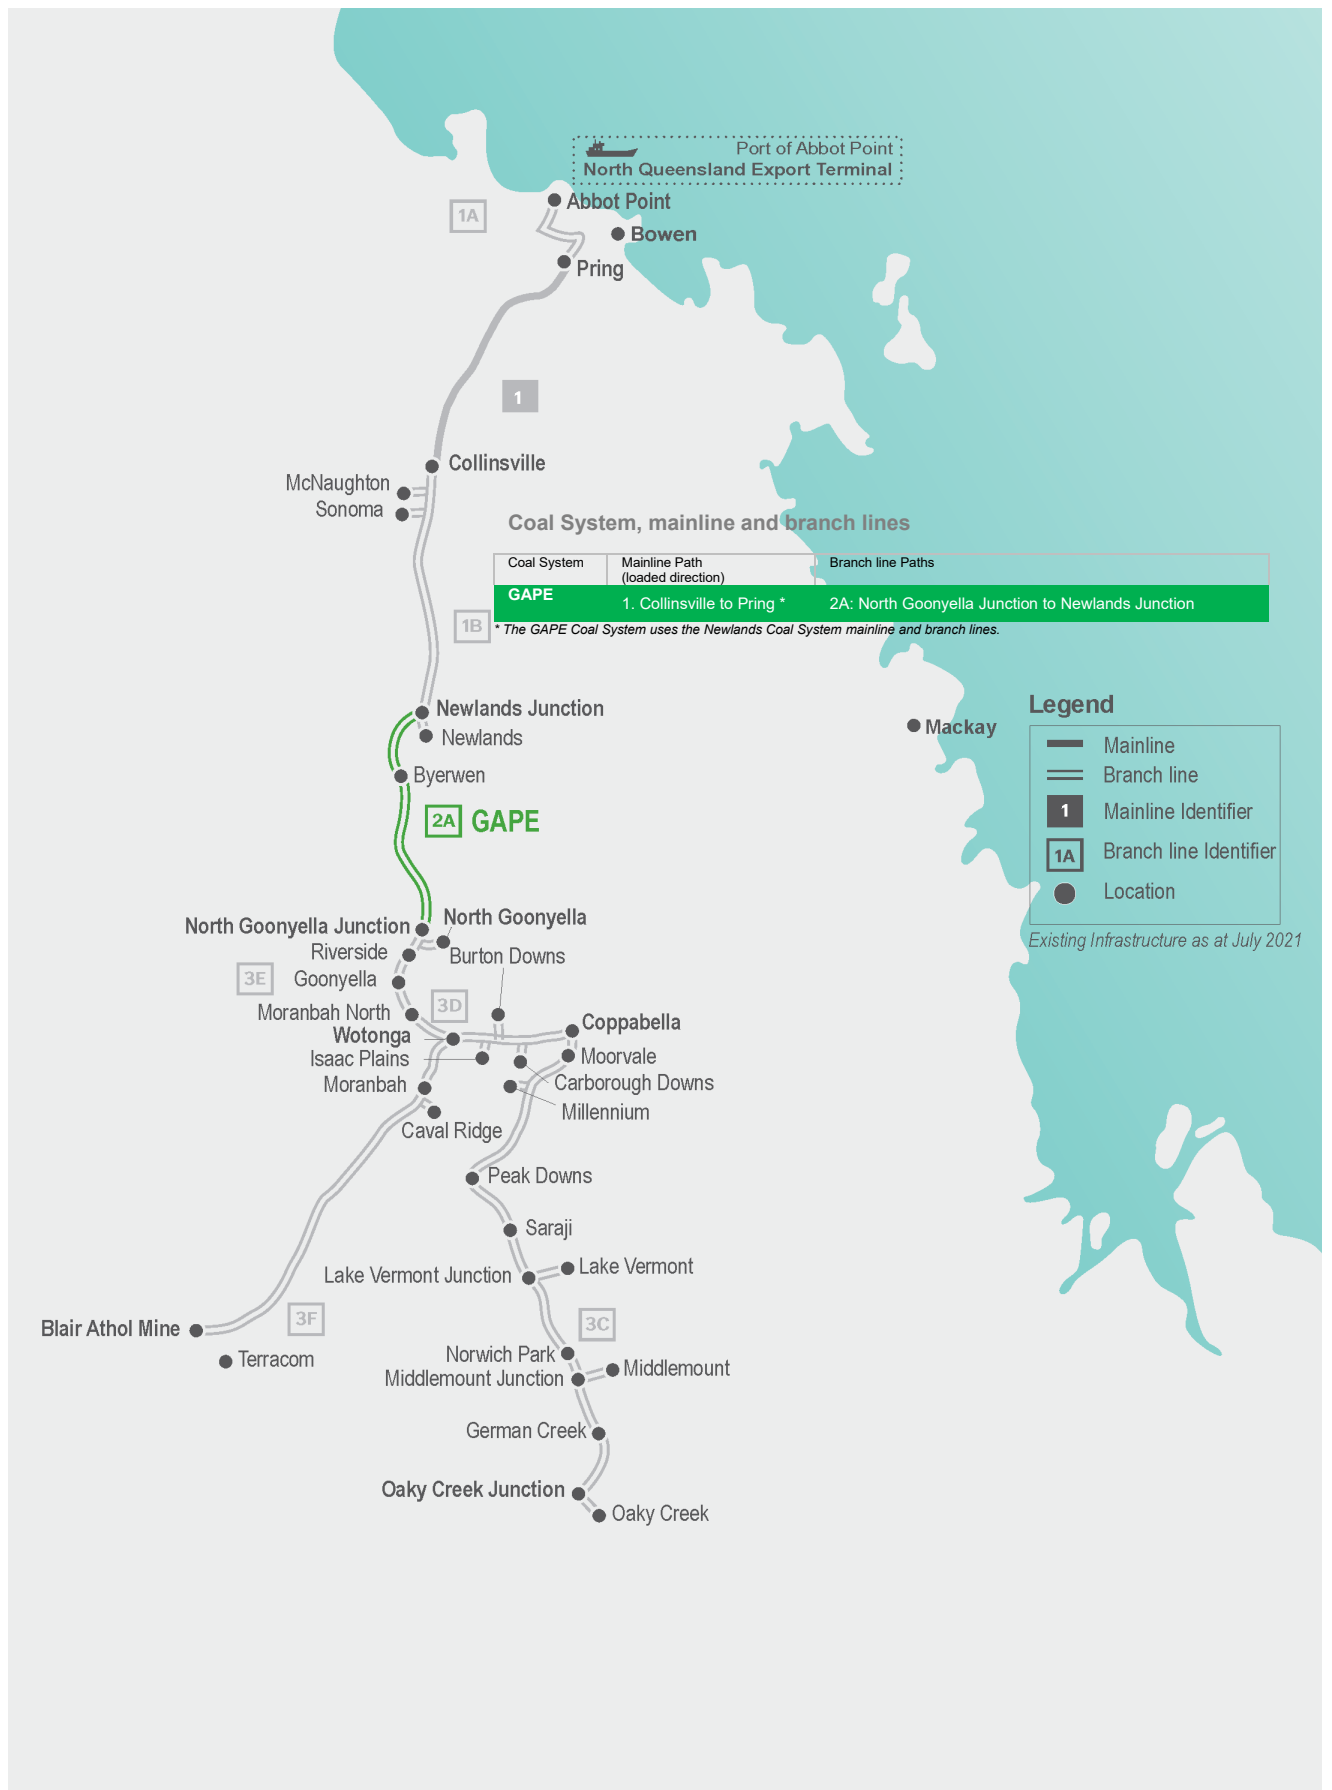 Port of Abbot Point
North Queensland Export Terminal
1A
Abbot Point
Bowen
Pring
1
Collinsville
McNaughton
Sonoma
Coal System, mainline and branch lines
Coal System
Mainline Path
(loaded direction)
Branch line Paths
GAPE
1. Collinsville to Pring *
2A: North Goonyella Junction to Newlands Junction
* The GAPE Coal System uses the Newlands Coal System mainline and branch lines.
1B
Newlands Junction
Newlands
Byerwen
2A GAPE
Mackay
Legend
Mainline
Branch line
1 Mainline Identifier
1A Branch line Identifier
Location
Existing Infrastructure as at July 2021
North Goonyella Junction
North Goonyella
Riverside
Burton Downs
3E
Goonyella
3D
Moranbah North
Wotonga
Coppabella
Isaac Plains
Moorvale
Moranbah
Carborough Downs
Millennium
Caval Ridge
Peak Downs
Saraji
Lake Vermont Junction
Lake Vermont
3F
3C
Blair Athol Mine
Terracom
Norwich Park
Middlemount Junction
Middlemount
German Creek
Oaky Creek Junction
Oaky Creek